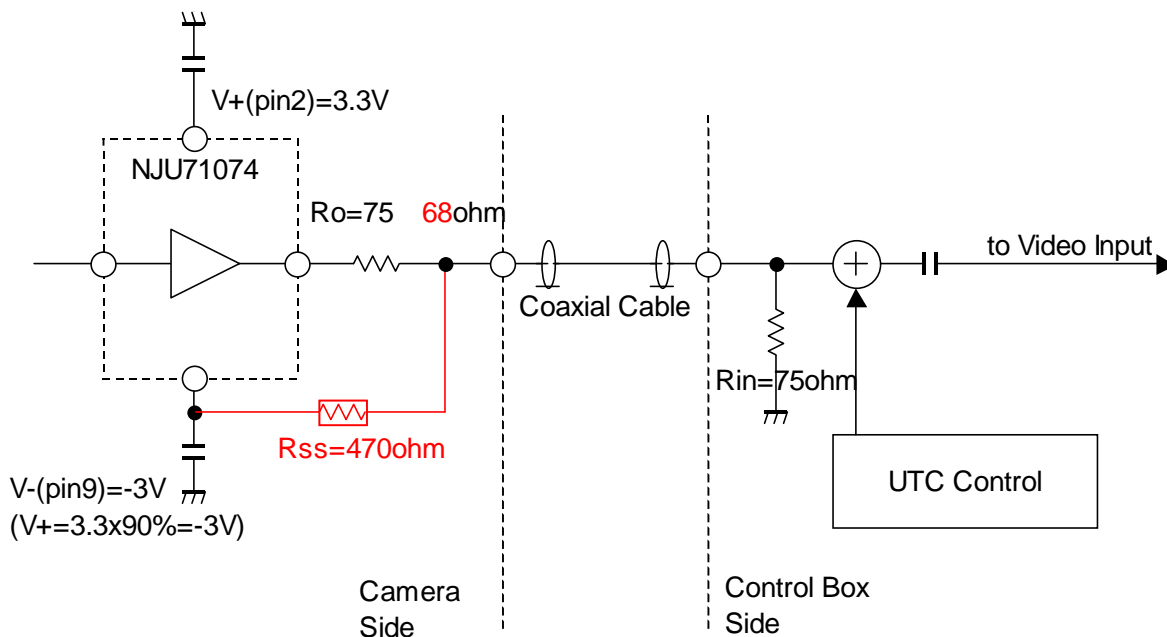 V+(pin2)=3.3V
NJU71074
Ro=75 68ohm
to Video Input
Coaxial Cable
Rin=75ohm
Rss=470ohm
V-(pin9)=-3V
(V+=3.3x90%=-3V)
UTC Control
Camera
Side
Control Box
Side